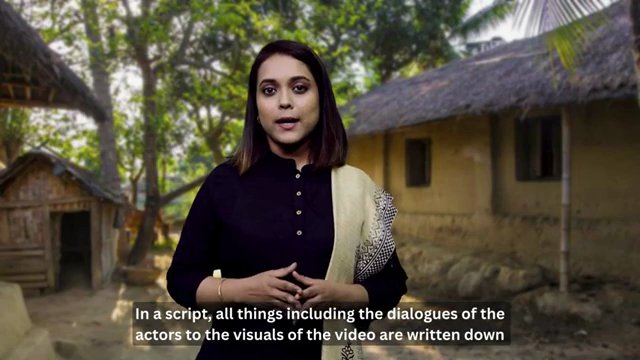 In a script, all things including the dialogues of the
actors to the visuals of the video are written down